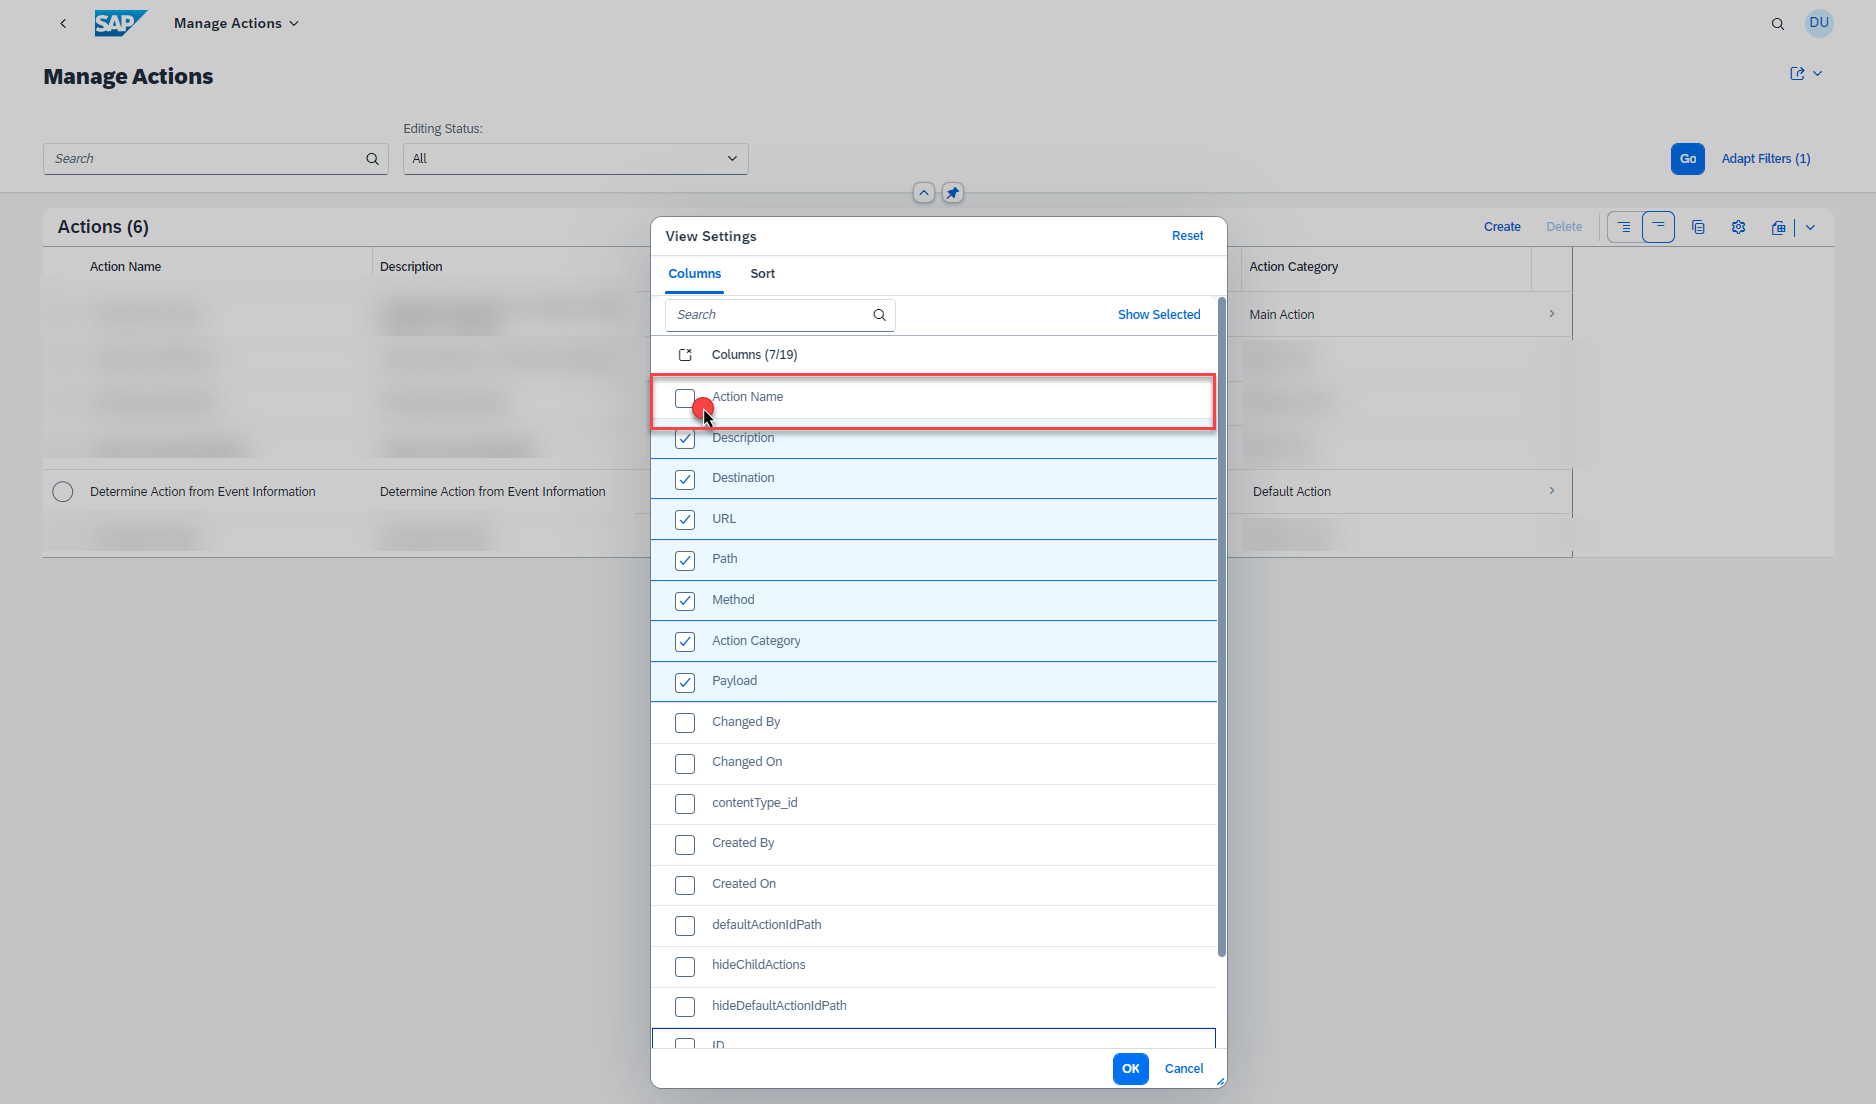 SAP Manage Actions DU
Manage Actions
Editing Status:
Search All Go Adapt Filters (1)
Actions (6) Create Delete
Action Name Description Action Category
Main Action
Determine Action from Event Information Determine Action from Event Information Default Action
View Settings Reset
Columns Sort
Search Show Selected
Columns (7/19)
Action Name
Description
Destination
URL
Path
Method
Action Category
Payload
Changed By
Changed On
contentType_id
Created By
Created On
defaultActionIdPath
hideChildActions
hideDefaultActionIdPath
ID
OK Cancel